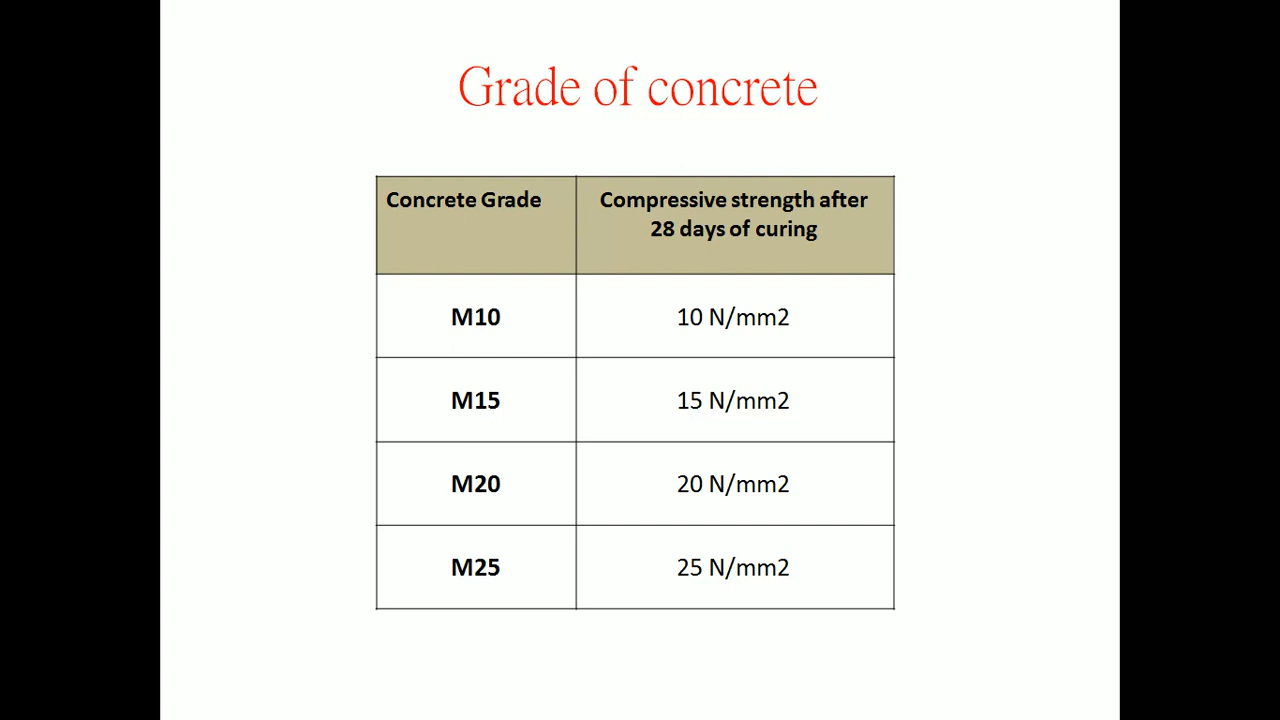 Grade of concrete
Concrete Grade
Compressive strength after
28 days of curing
M10
10 N/mm2
M15
15 N/mm2
M20
20 N/mm2
M25
25 N/mm2